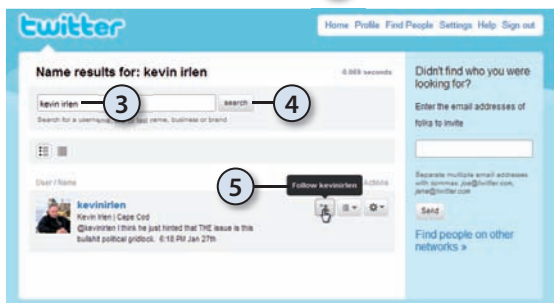 twitter
Home Profile Find People Settings Help Sign out
Name results for: kevin irlen
0.069 seconds
kevin irlen
3
search
4
Search for a username, or last name, business or brand
5
User / Name
Follow kevinirlen
Actions
kevinirlen
Kevin Irlen | Cape Cod
@kevinirlen I think he just hinted that THE issue is this
bullshit political gridlock. 6:18 PM Jan 27th
Didn't find who you were
looking for?
Enter the email addresses of
folks to invite
Separate multiple email addresses
with commas: joe@twitter.com,
jane@twitter.com
Send
Find people on other
networks »